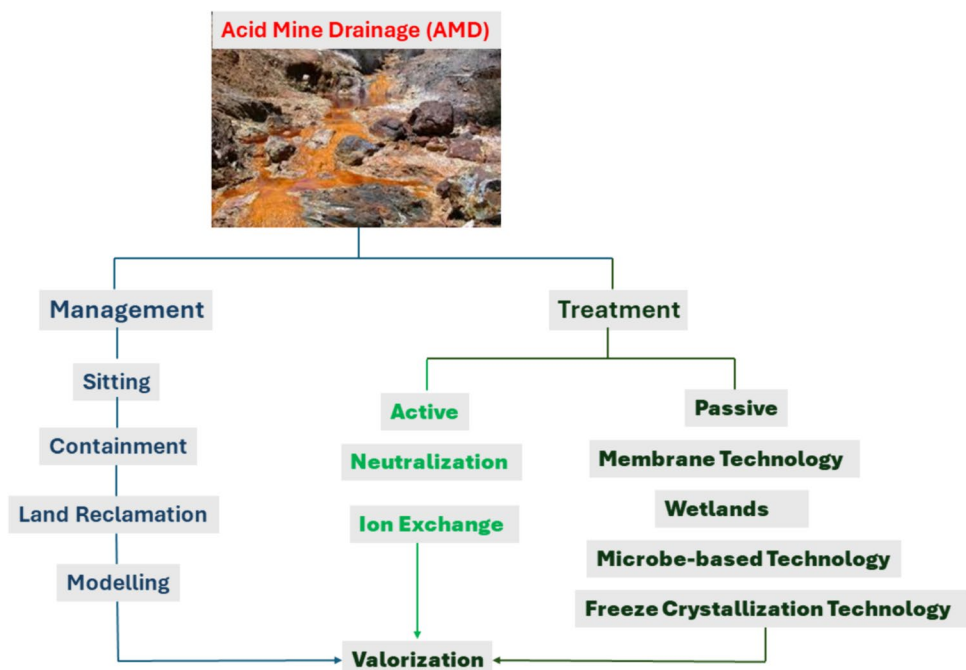 Acid Mine Drainage (AMD)
Management
Treatment
Sitting
Containment
Land Reclamation
Modelling
Active
Neutralization
Ion Exchange
Passive
Membrane Technology
Wetlands
Microbe-based Technology
Freeze Crystallization Technology
Valorization